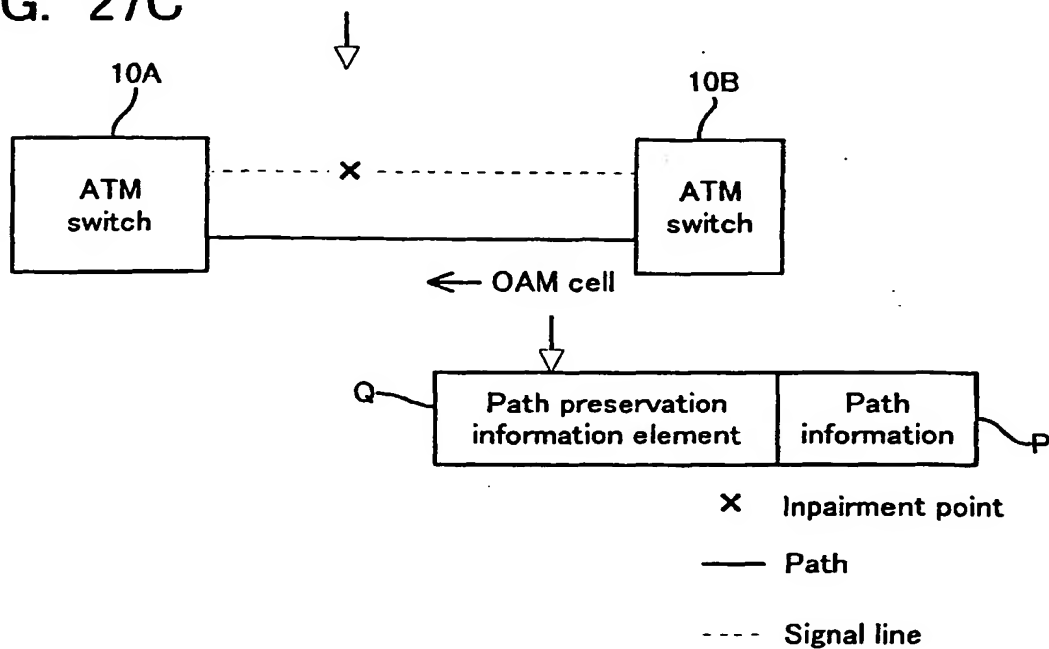 G. 27C
10A
10B
ATM
switch
ATM
switch
OAM cell
Q
Path preservation
information element
Path
information
P
Inpairment point
Path
Signal line